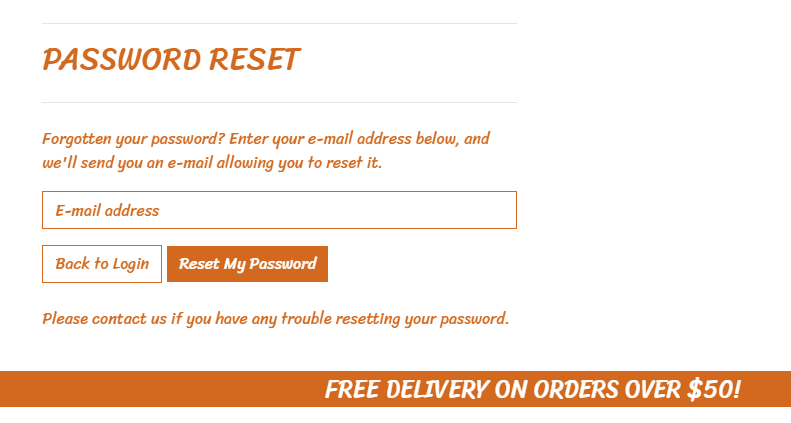 PASSWORD RESET
Forgotten your password? Enter your e-mail address below, and
we'll send you an e-mail allowing you to reset it.
E-mail address
Back to Login Reset My Password
Please contact us if you have any trouble resetting your password.
FREE DELIVERY ON ORDERS OVER $50!